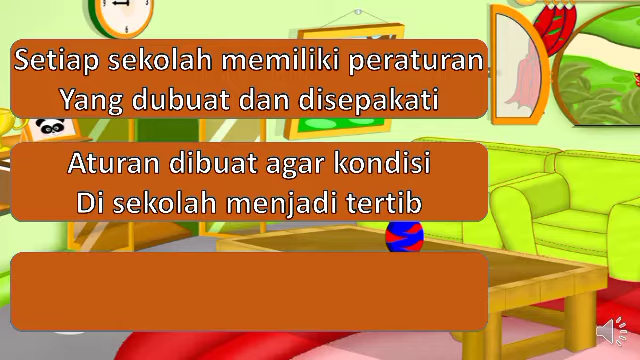 Setiap sekolah memiliki peraturan
Yang dubuat dan disepakati
Aturan dibuat agar kondisi
Di sekolah menjadi tertib